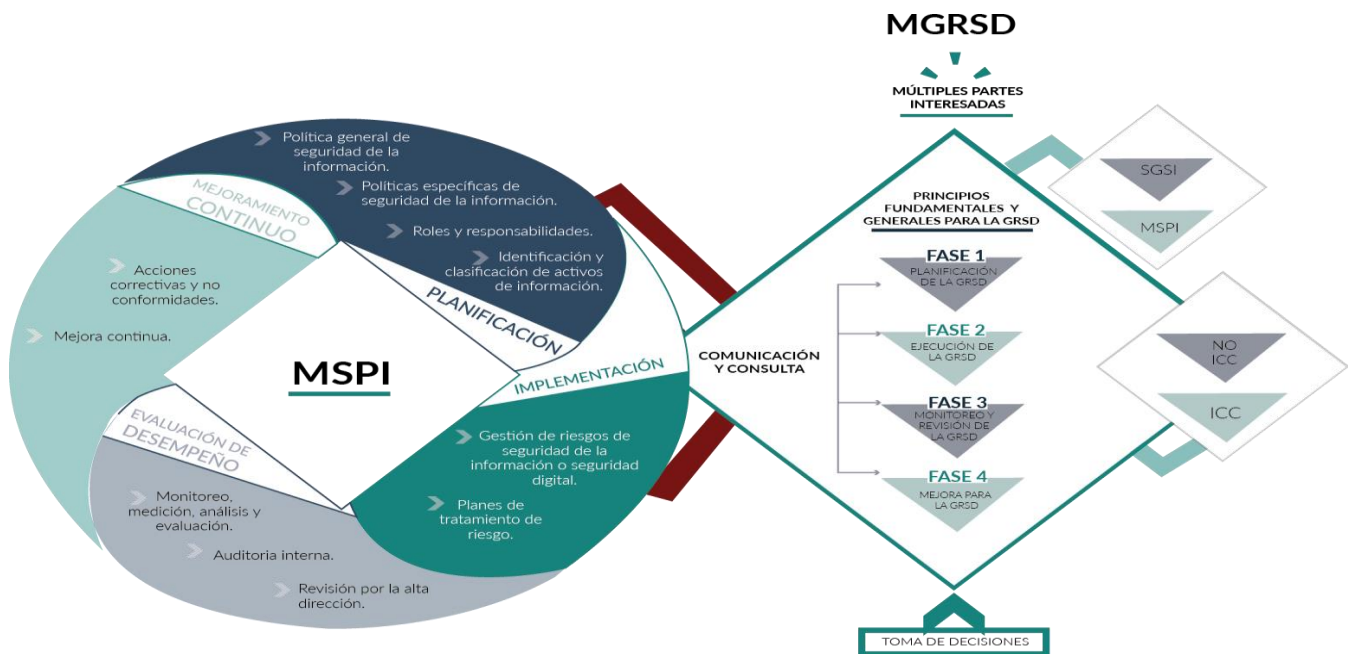 MSPI
Política general de
seguridad de la
información.
Políticas específicas de
seguridad de la información.
Roles y responsabilidades.
Identificación y
clasificación de activos
de información.
PLANIFICACIÓN
IMPLEMENTACIÓN
Gestión de riesgos de
seguridad de la
información o seguridad
digital.
Planes de
tratamiento de
riesgo.
EVALUACIÓN DE
DESEMPEÑO
Monitoreo,
medición, análisis y
evaluación.
Auditoria interna.
Revisión por la alta
dirección.
MEJORAMIENTO
CONTINUO
Acciones
correctivas y no
conformidades.
Mejora continua.
MGRSD
MÚLTIPLES PARTES
INTERESADAS
PRINCIPIOS
FUNDAMENTALES Y
GENERALES PARA LA GRSD
COMUNICACIÓN
Y CONSULTA
FASE 1
PLANIFICACIÓN
DE LA GRSD
FASE 2
EJECUCIÓN DE
LA GRSD
FASE 3
MONITOREO Y
REVISIÓN DE
LA GRSD
FASE 4
MEJORA PARA
LA GRSD
SGSI
MSPI
NO
ICC
ICC
TOMA DE DECISIONES